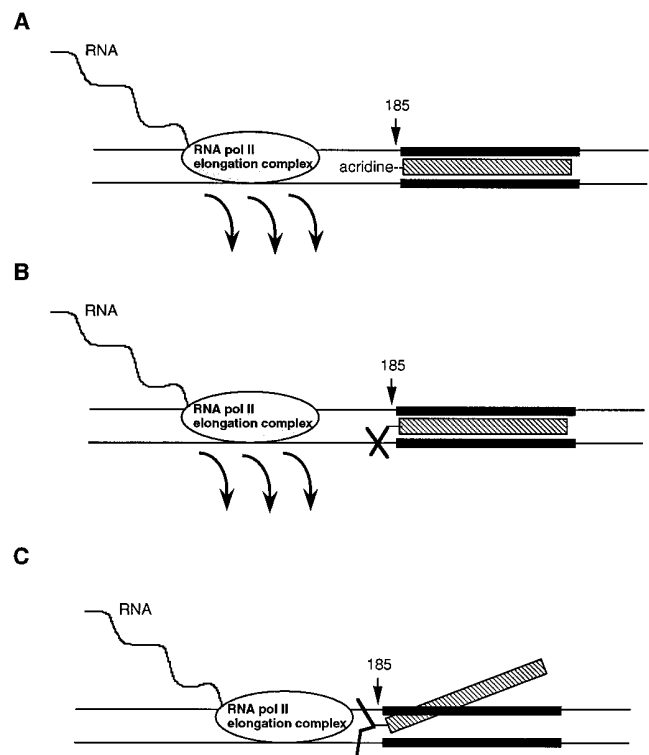 A
RNA
185
RNA pol II
elongation complex
acridine
B
RNA
185
RNA pol II
elongation complex
C
RNA
185
RNA pol II
elongation complex